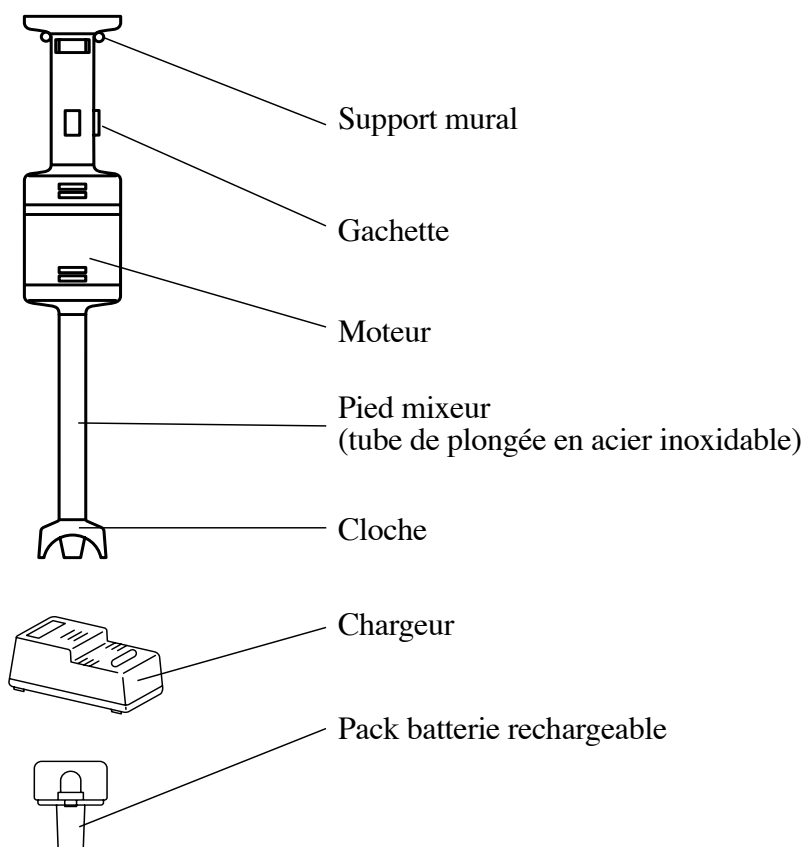 Support mural
Gachette
Moteur
Pied mixeur
(tube de plongée en acier inoxidable)
Cloche
Chargeur
Pack batterie rechargeable